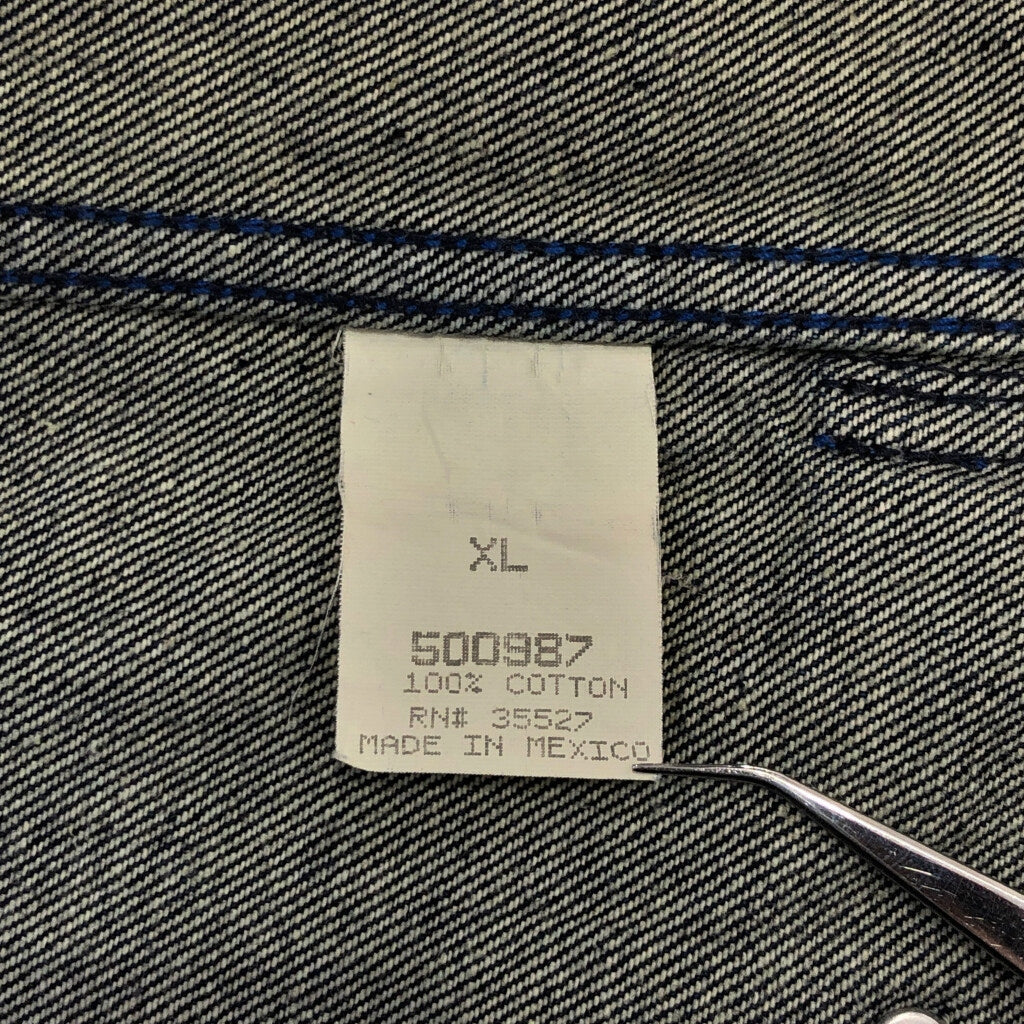 XL
500987
100% COTTON
RN# 35527
MADE IN MEXICO